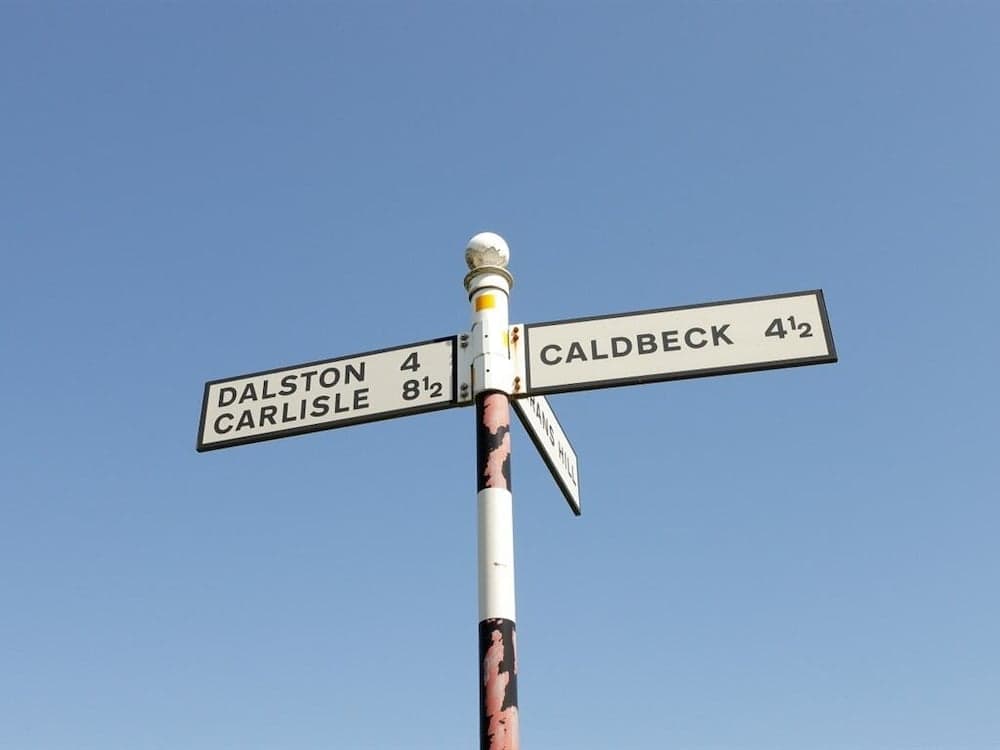 DALSTON 4
CARLISLE 8½
CALDBECK 4½
HILL